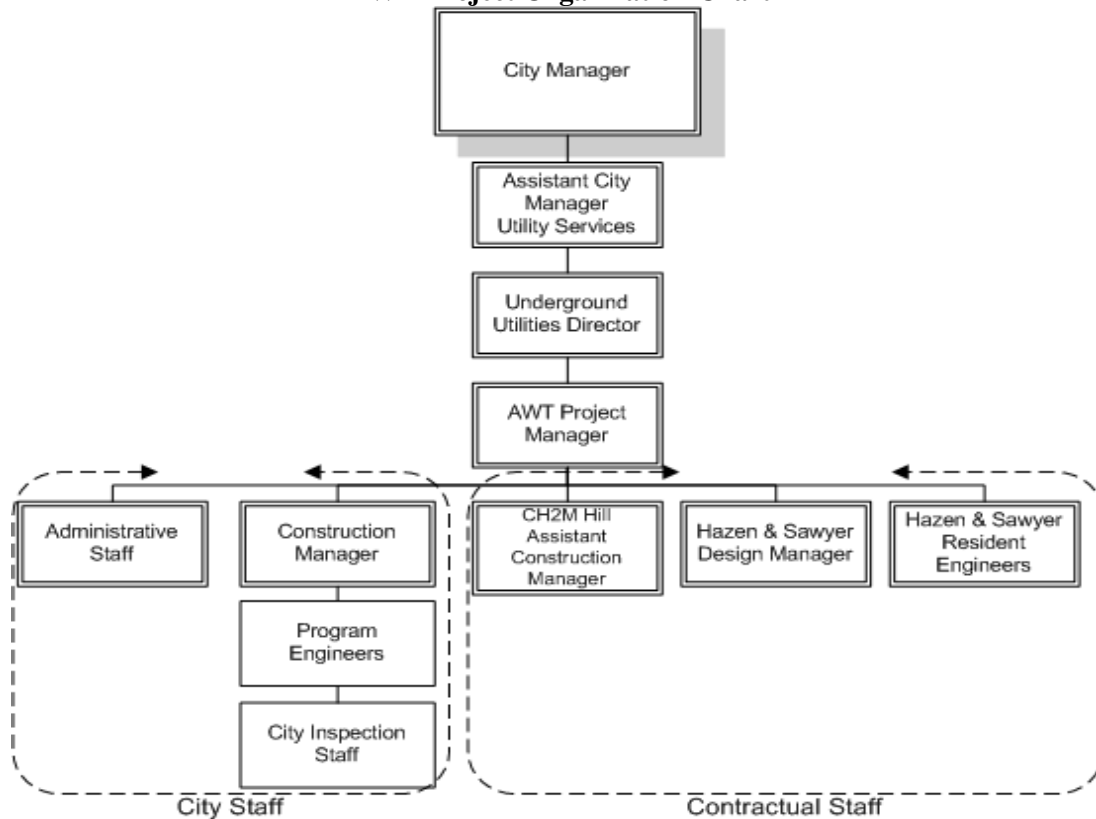 City Manager
Assistant City
Manager
Utility Services
Underground
Utilities Director
AWT Project
Manager
Administrative
Staff
Construction
Manager
CH2M Hill
Assistant
Construction
Manager
Hazen & Sawyer
Design Manager
Hazen & Sawyer
Resident
Engineers
Program
Engineers
City Inspection
Staff
City Staff
Contractual Staff